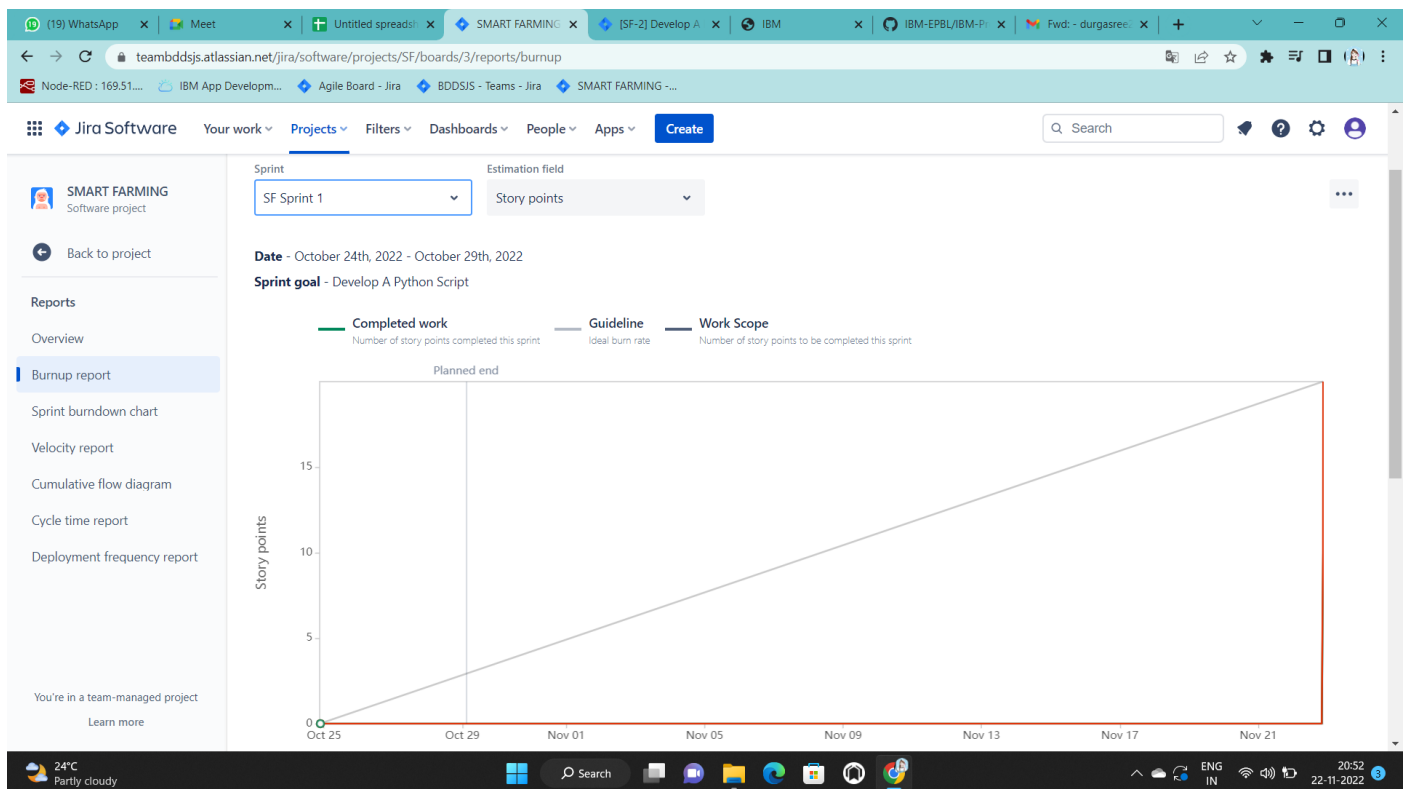 (19) WhatsApp
Meet
Untitled spreadsh
SMART FARMING
[SF-2] Develop A
IBM
IBM-EPBL/IBM-Pr
Fwd: - durgasree.
teambddsjs.atlassian.net/jira/software/projects/SF/boards/3/reports/burnup
Node-RED : 169.51....
IBM App Developm...
Agile Board - Jira
BDDSJS - Teams - Jira
SMART FARMING -...
Jira Software
Your work
Projects
Filters
Dashboards
People
Apps
Create
Search
SMART FARMING
Software project
Back to project
Reports
Overview
Burnup report
Sprint burndown chart
Velocity report
Cumulative flow diagram
Cycle time report
Deployment frequency report
You're in a team-managed project
Learn more
Sprint
Estimation field
SF Sprint 1
Story points
Date - October 24th, 2022 - October 29th, 2022
Sprint goal - Develop A Python Script
Completed work
Number of story points completed this sprint
Guideline
Ideal burn rate
Work Scope
Number of story points to be completed this sprint
Planned end
Story points
15
10
5
0
Oct 25
Oct 29
Nov 01
Nov 05
Nov 09
Nov 13
Nov 17
Nov 21
24°C
Partly cloudy
Search
ENG
IN
20:52
22-11-2022
3